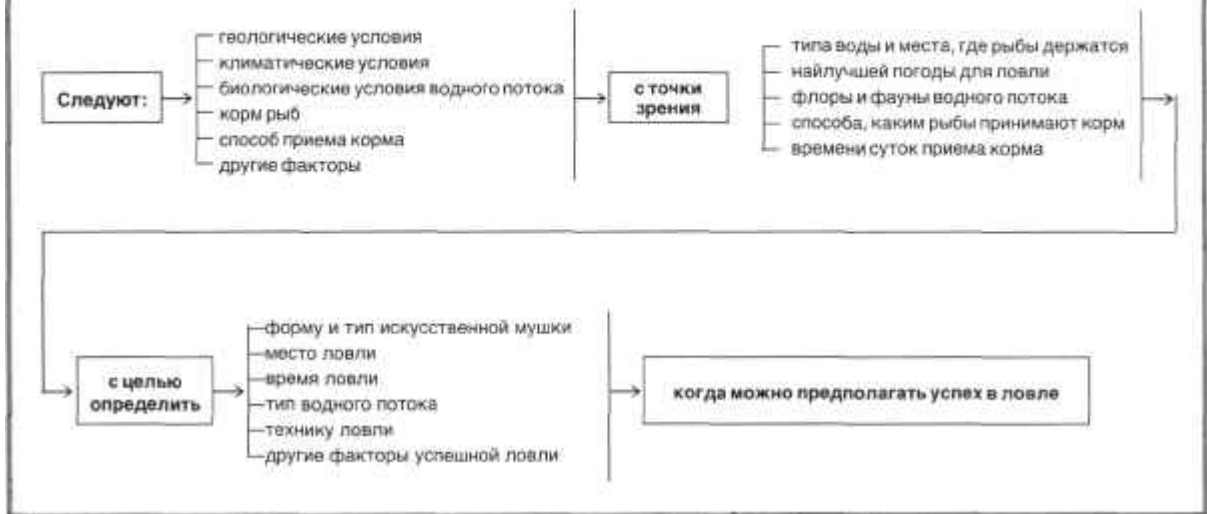 Следуют:
геологические условия
климатические условия
биологические условия водного потока
корм рыб
способ приема корма
другие факторы
с точки
зрения
типа воды и места, где рыбы держатся
найлучшей погоды для ловли
флоры и фауны водного потока
способа, каким рыбы принимают корм
времени суток приема корма
с целью
определить
форму и тип искусственной мушки
место ловли
время ловли
тип водного потока
технику ловли
другие факторы успешной ловли
когда можно предполагать успех в ловле